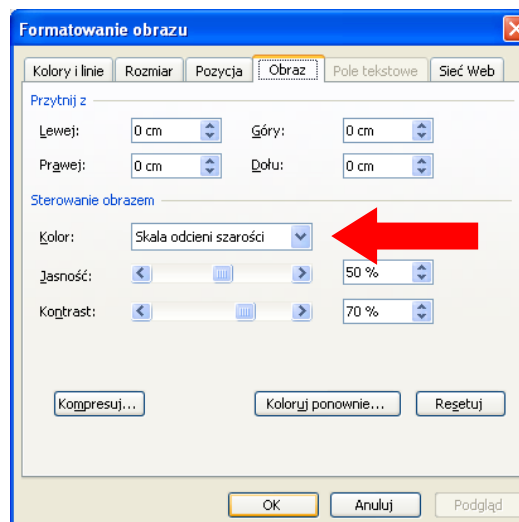 Formatowanie obrazu
Kolory i linie Rozmiar Pozycja Obraz Pole tekstowe Sieć Web
Przytnij z
Lewej: 0 cm Góry: 0 cm
Prawej: 0 cm Dołu: 0 cm
Sterowanie obrazem
Kolor: Skala odcieni szarości
Jasność: 50 %
Kontrast: 70 %
Kompresuj... Koloruj ponownie... Resetuj
OK Anuluj Podgląd